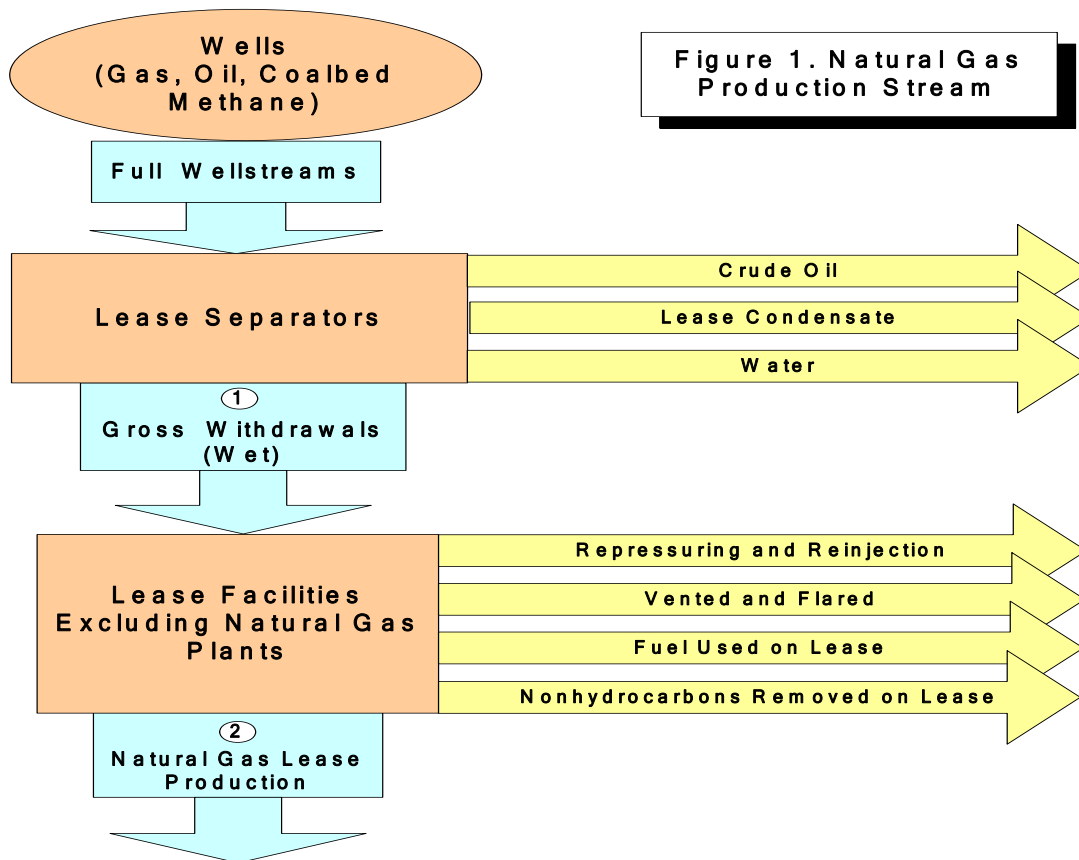 Wells
(Gas, Oil, Coalbed
Methane)
Figure 1. Natural Gas
Production Stream
Full Wellstreams
Crude Oil
Lease Separators
Lease Condensate
Water
1
Gross Withdrawals
(Wet)
Repressuring and Reinjection
Lease Facilities
Excluding Natural Gas
Plants
Vented and Flared
Fuel Used on Lease
Nonhydrocarbons Removed on Lease
2
Natural Gas Lease
Production